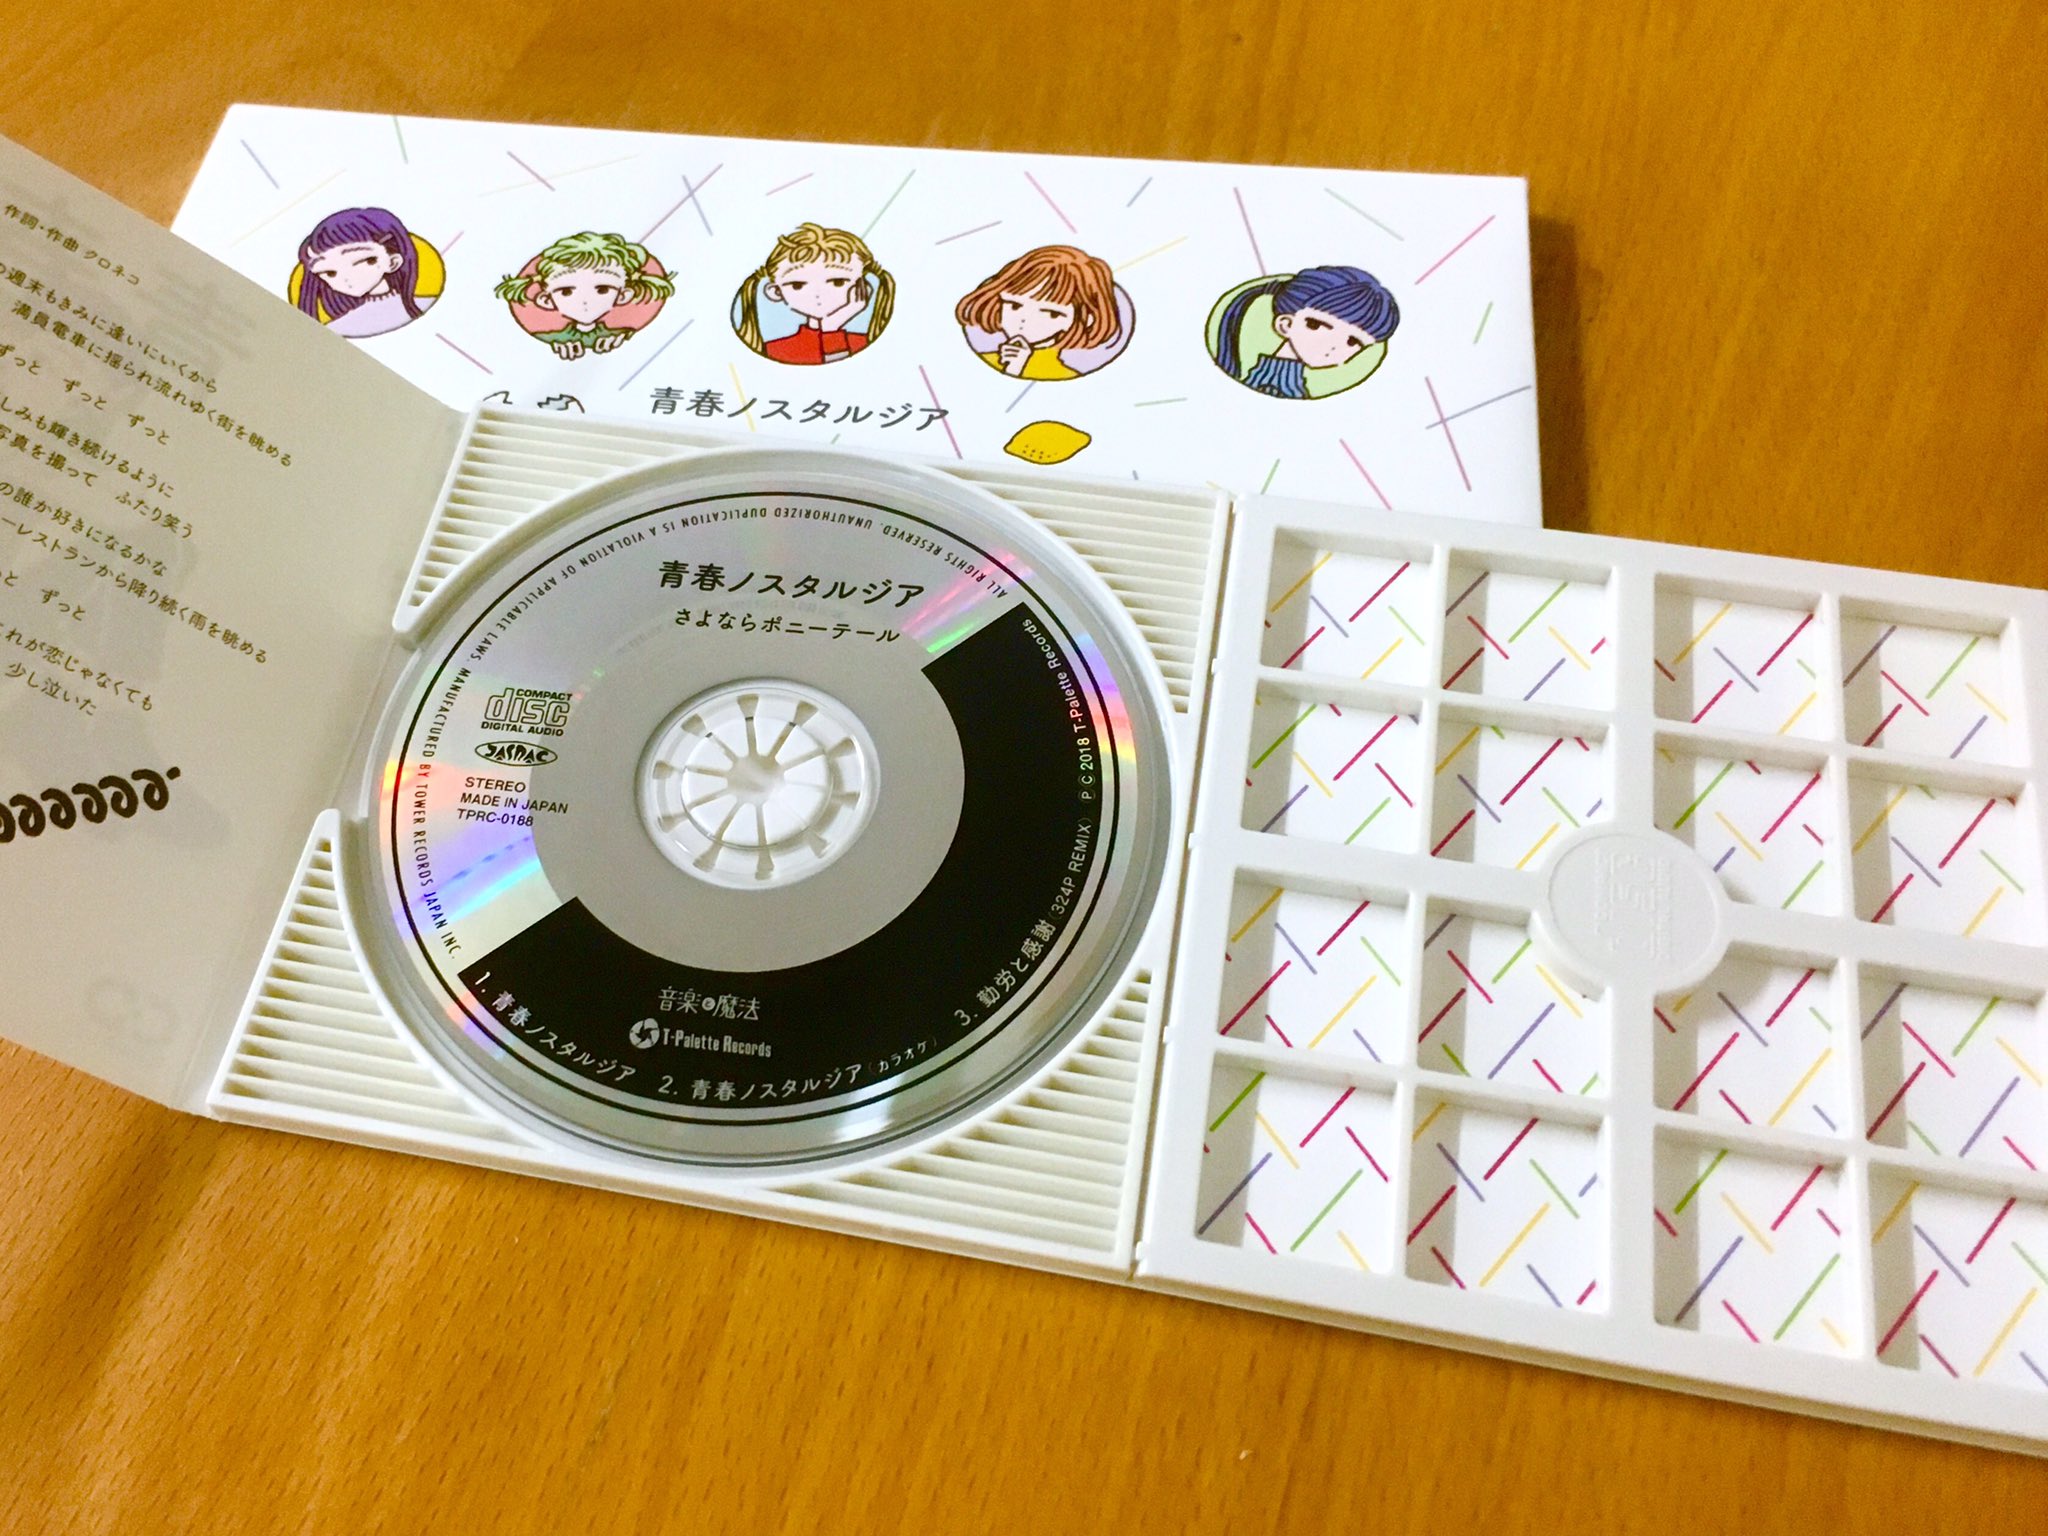 作詞・作曲 クロネコ
週末もきみに逢いにいくから
満員電車に揺られ流れゆく街を眺める
ずっと ずっと ずっと
しみも輝き続けるように
写真を撮って ふたり笑う
の誰か好きになるかな
ーレストランから降り続く雨を眺める
ずっと
れが恋じゃなくても
少し泣いた
青春ノスタルジア
青春ノスタルジア
さよならポニーテール
COMPACT
disc
DIGITAL AUDIO
JASRAC
STEREO
MADE IN JAPAN
TPRC-0188
ALL RIGHTS RESERVED. UNAUTHORIZED DUPLICATION IS A VIOLATION OF APPLICABLE LAWS. MANUFACTURED BY TOWER RECORDS JAPAN INC.
音楽と魔法
T-Palette Records
1. 青春ノスタルジア 2. 青春ノスタルジア(カラオケ) 3. 勤労と感謝(324P REMIX) Ⓟ Ⓒ 2018 T-Palette Records